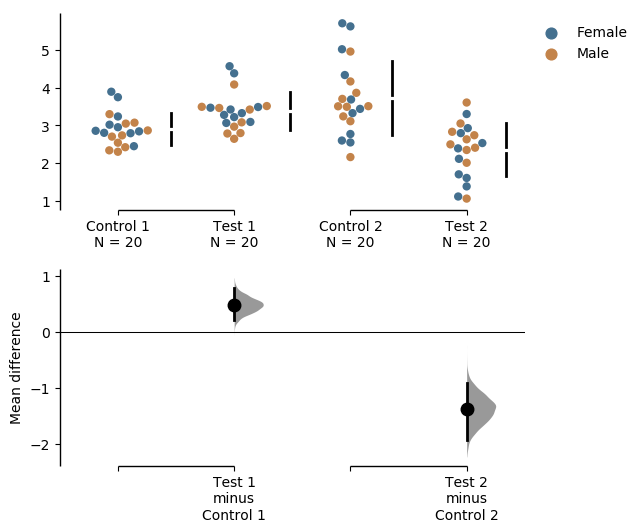 Female
Male
5
4
3
2
1
Control 1
N = 20
Test 1
N = 20
Control 2
N = 20
Test 2
N = 20
Mean difference
1
0
−1
−2
Test 1
minus
Control 1
Test 2
minus
Control 2